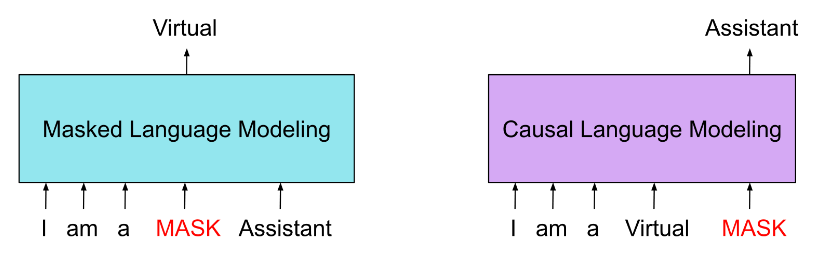 Virtual
Masked Language Modeling
I am a MASK Assistant
Assistant
Causal Language Modeling
I am a Virtual MASK